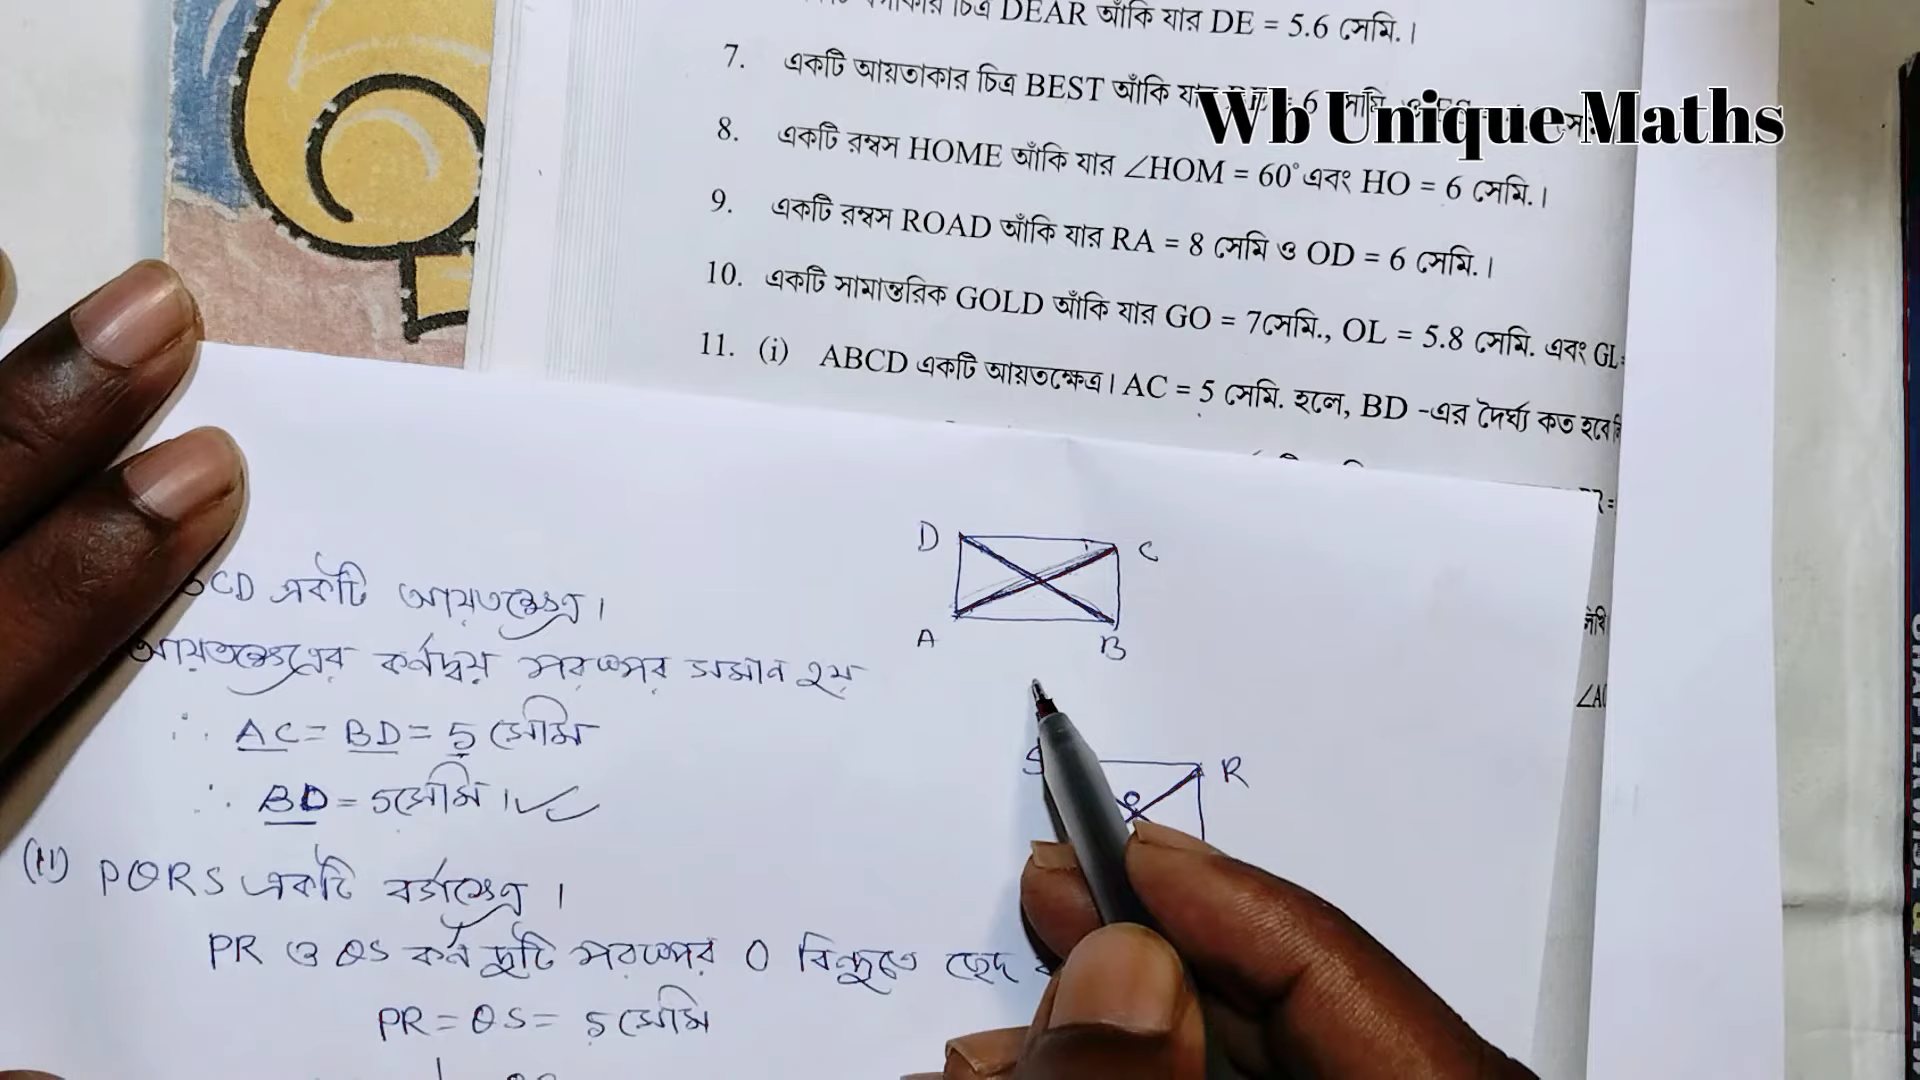 চিত্র DEAR আঁকি যার DE = 5.6 সেমি.।
7. একটি আয়তাকার চিত্র BEST আঁকি
Wb Unique Maths
8. একটি রম্বস HOME আঁকি যার ∠HOM = 60° এবং HO = 6 সেমি.।
9. একটি রম্বস ROAD আঁকি যার RA = 8 সেমি ও OD = 6 সেমি.।
10. একটি সামান্তরিক GOLD আঁকি যার GO = 7সেমি., OL = 5.8 সেমি. এবং GL
11. (i) ABCD একটি আয়তক্ষেত্র। AC = 5 সেমি. হলে, BD -এর দৈর্ঘ্য কত হবে
D C
A B
CD একটি আয়তক্ষেত্র।
আয়তক্ষেত্রের কর্নদ্বয় পরস্পর সমান হয়
∴ AC = BD = 5 সেমি
∴ BD = 5 সেমি।
S R
O
(ii) PQRS একটি বর্গক্ষেত্র।
PR ও QS কর্ন দুটি পরস্পর O বিন্দুতে ছেদ
PR = QS = 5 সেমি